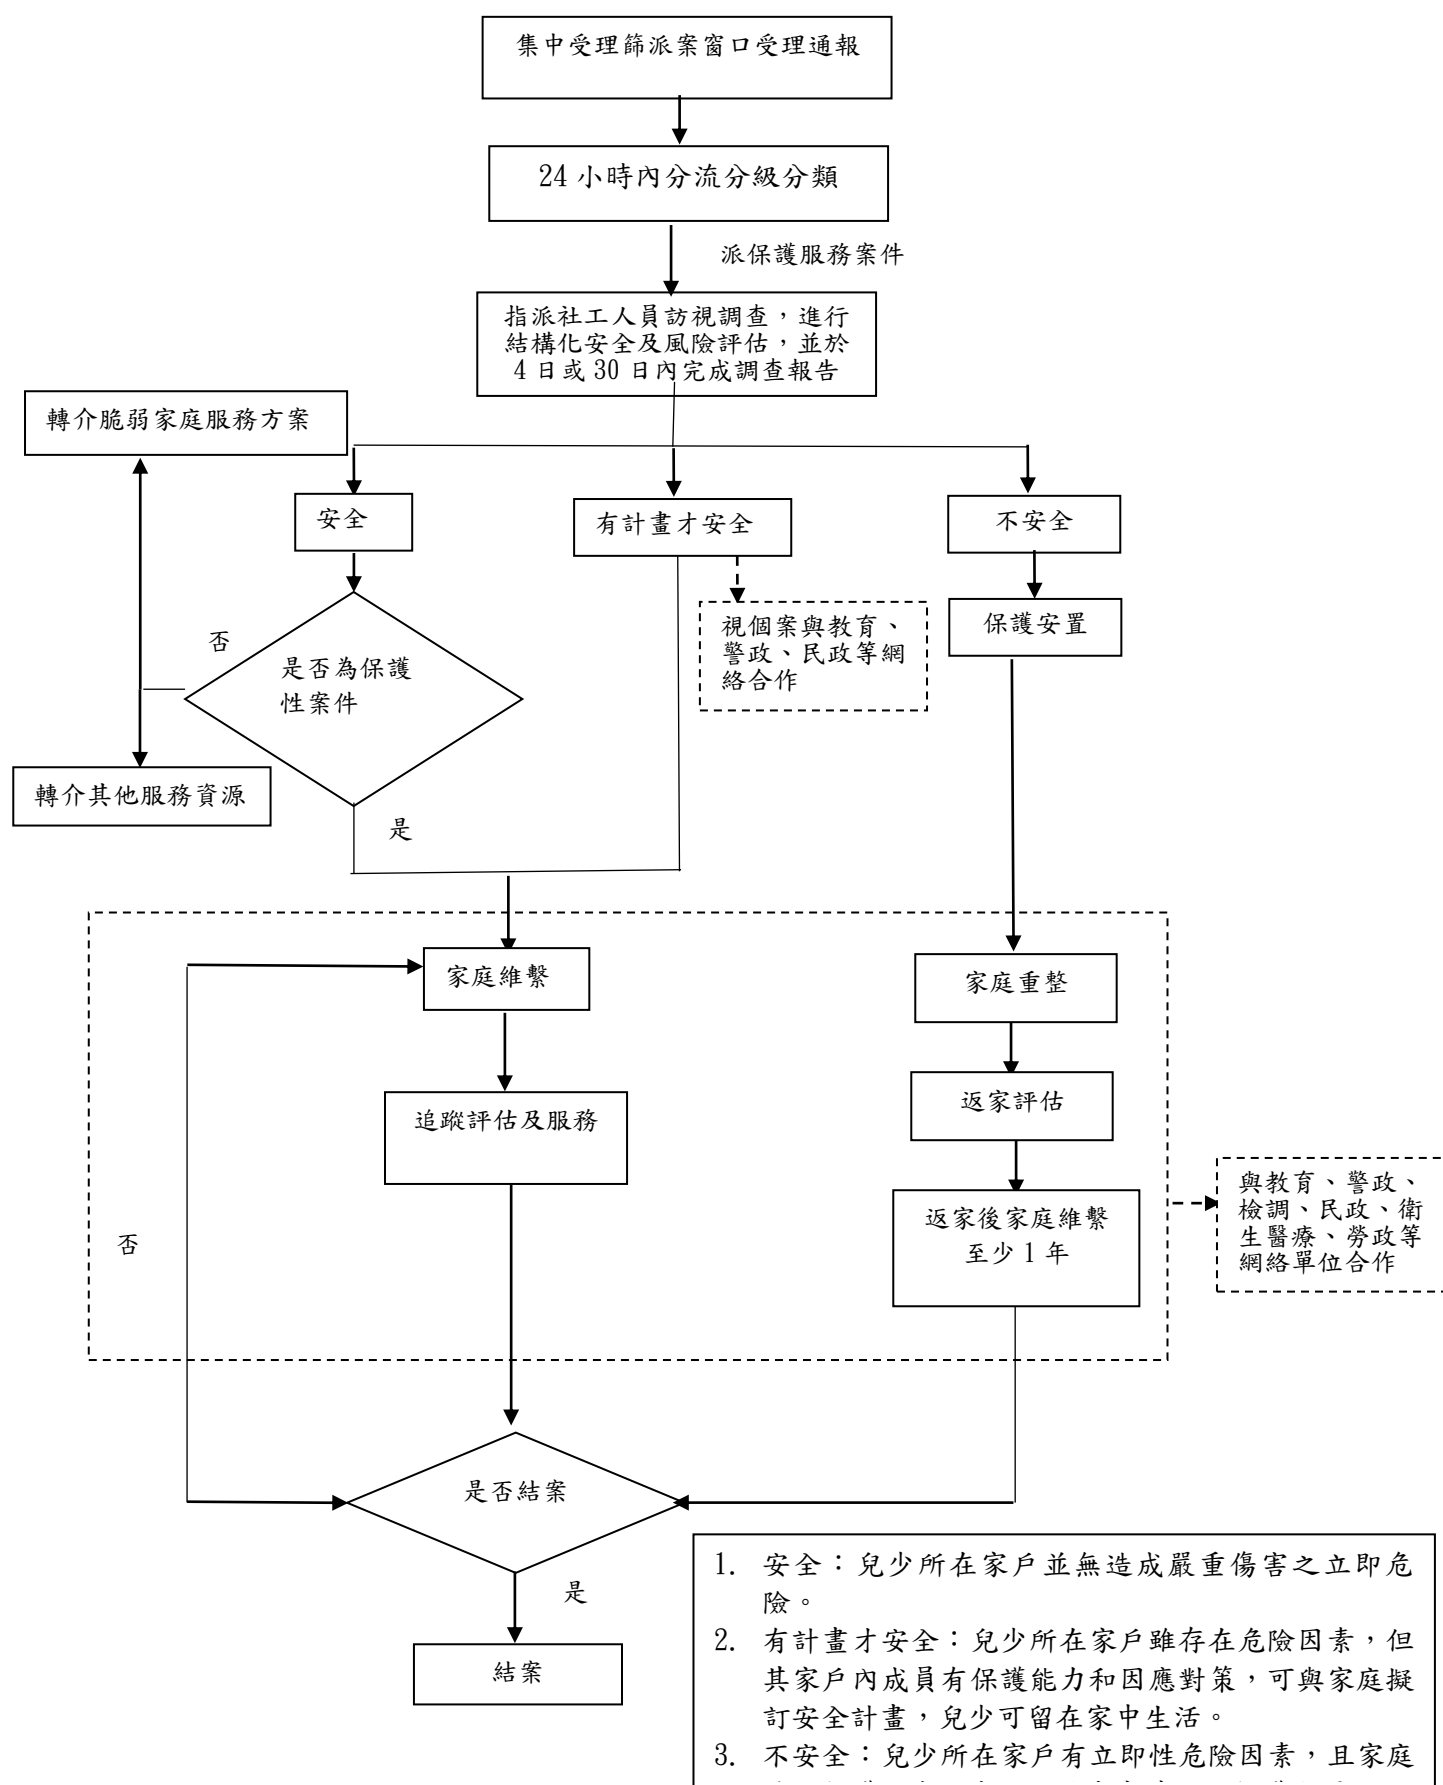 集中受理篩派案窗口受理通報
24 小時內分流分級分類
派保護服務案件
指派社工人員訪視調查，進行
結構化安全及風險評估，並於
4 日或 30 日內完成調查報告
轉介脆弱家庭服務方案
安全
有計畫才安全
不安全
視個案與教育、
警政、民政等網
絡合作
保護安置
否
是否為保護
性案件
轉介其他服務資源
是
家庭維繫
家庭重整
追蹤評估及服務
返家評估
返家後家庭維繫
至少 1 年
與教育、警政、
檢調、民政、衛
生醫療、勞政等
網絡單位合作
否
是否結案
是
結案
1. 安全：兒少所在家戶並無造成嚴重傷害之立即危
險。
2. 有計畫才安全：兒少所在家戶雖存在危險因素，但
其家戶內成員有保護能力和因應對策，可與家庭擬
訂安全計畫，兒少可留在家中生活。
3. 不安全：兒少所在家戶有立即性危險因素，且家庭